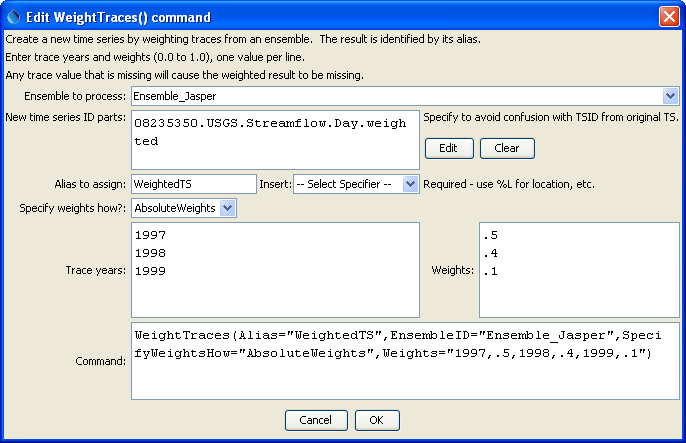 Edit WeightTraces() command
Create a new time series by weighting traces from an ensemble. The result is identified by its alias.
Enter trace years and weights (0.0 to 1.0), one value per line.
Any trace value that is missing will cause the weighted result to be missing.
Ensemble to process: Ensemble_Jasper
New time series ID parts: 08235350.USGS.Streamflow.Day.weigh
ted
Specify to avoid confusion with TSID from original TS.
Edit Clear
Alias to assign: WeightedTS Insert: -- Select Specifier -- Required - use %L for location, etc.
Specify weights how?: AbsoluteWeights
Trace years:
1997
1998
1999
Weights:
.5
.4
.1
Command:
WeightTraces(Alias="WeightedTS",EnsembleID="Ensemble_Jasper",Speci
fyWeightsHow="AbsoluteWeights",Weights="1997,.5,1998,.4,1999,.1")
Cancel OK